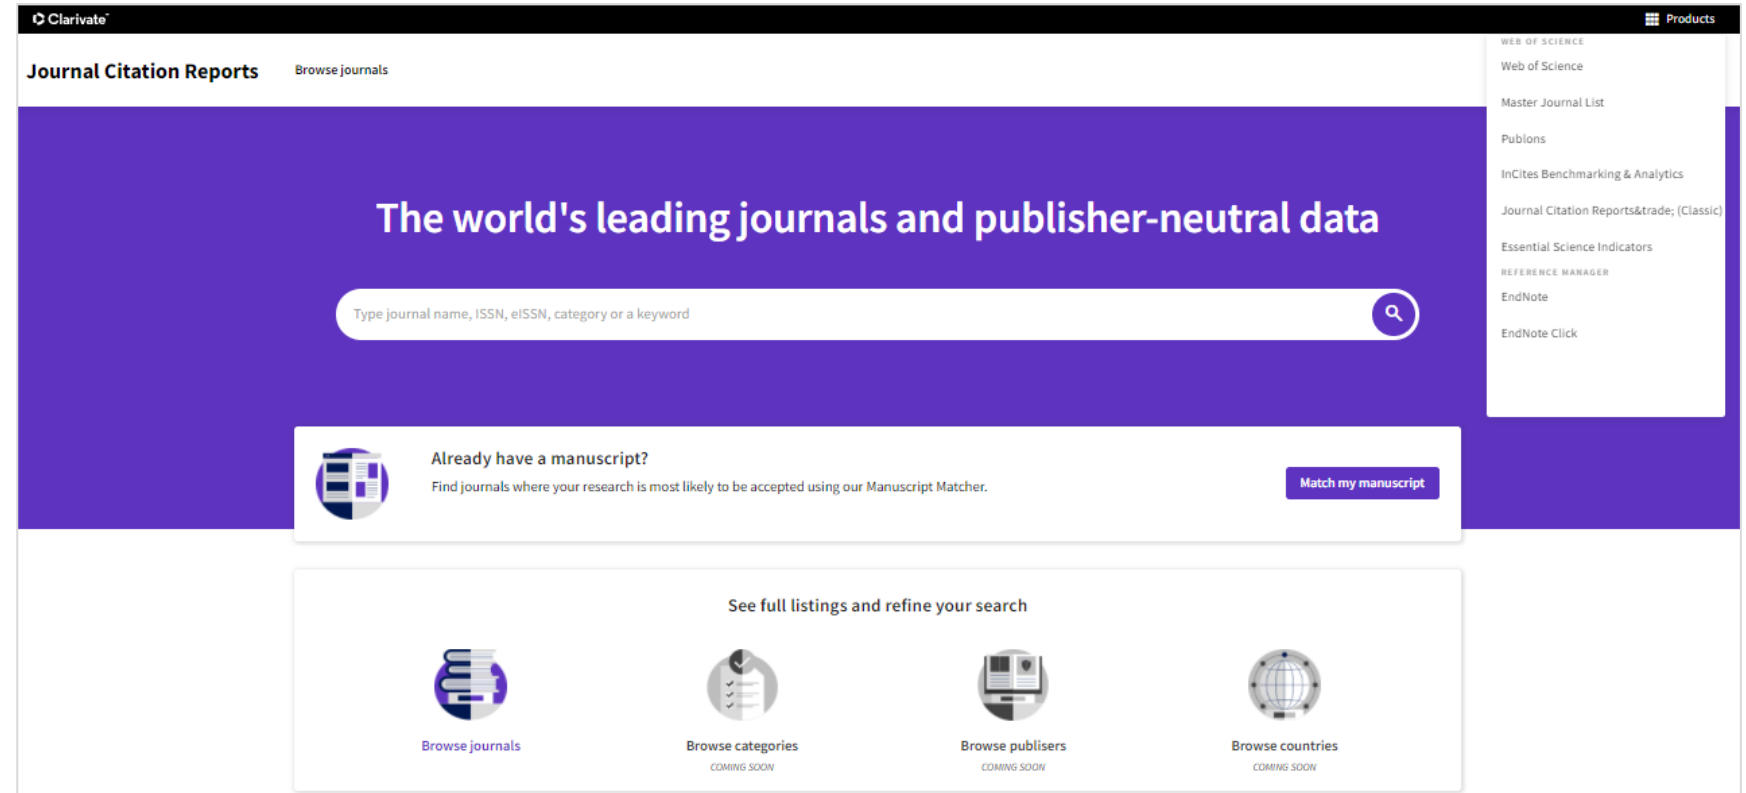 Clarivate™
Products
Journal Citation Reports
Browse journals
WEB OF SCIENCE
Web of Science
Master Journal List
Publons
InCites Benchmarking & Analytics
Journal Citation Reports&trade; (Classic)
Essential Science Indicators
REFERENCE MANAGER
EndNote
EndNote Click
The world's leading journals and publisher-neutral data
Type journal name, ISSN, eISSN, category or a keyword
Already have a manuscript?
Find journals where your research is most likely to be accepted using our Manuscript Matcher.
Match my manuscript
See full listings and refine your search
Browse journals
Browse categories
COMING SOON
Browse publisers
COMING SOON
Browse countries
COMING SOON